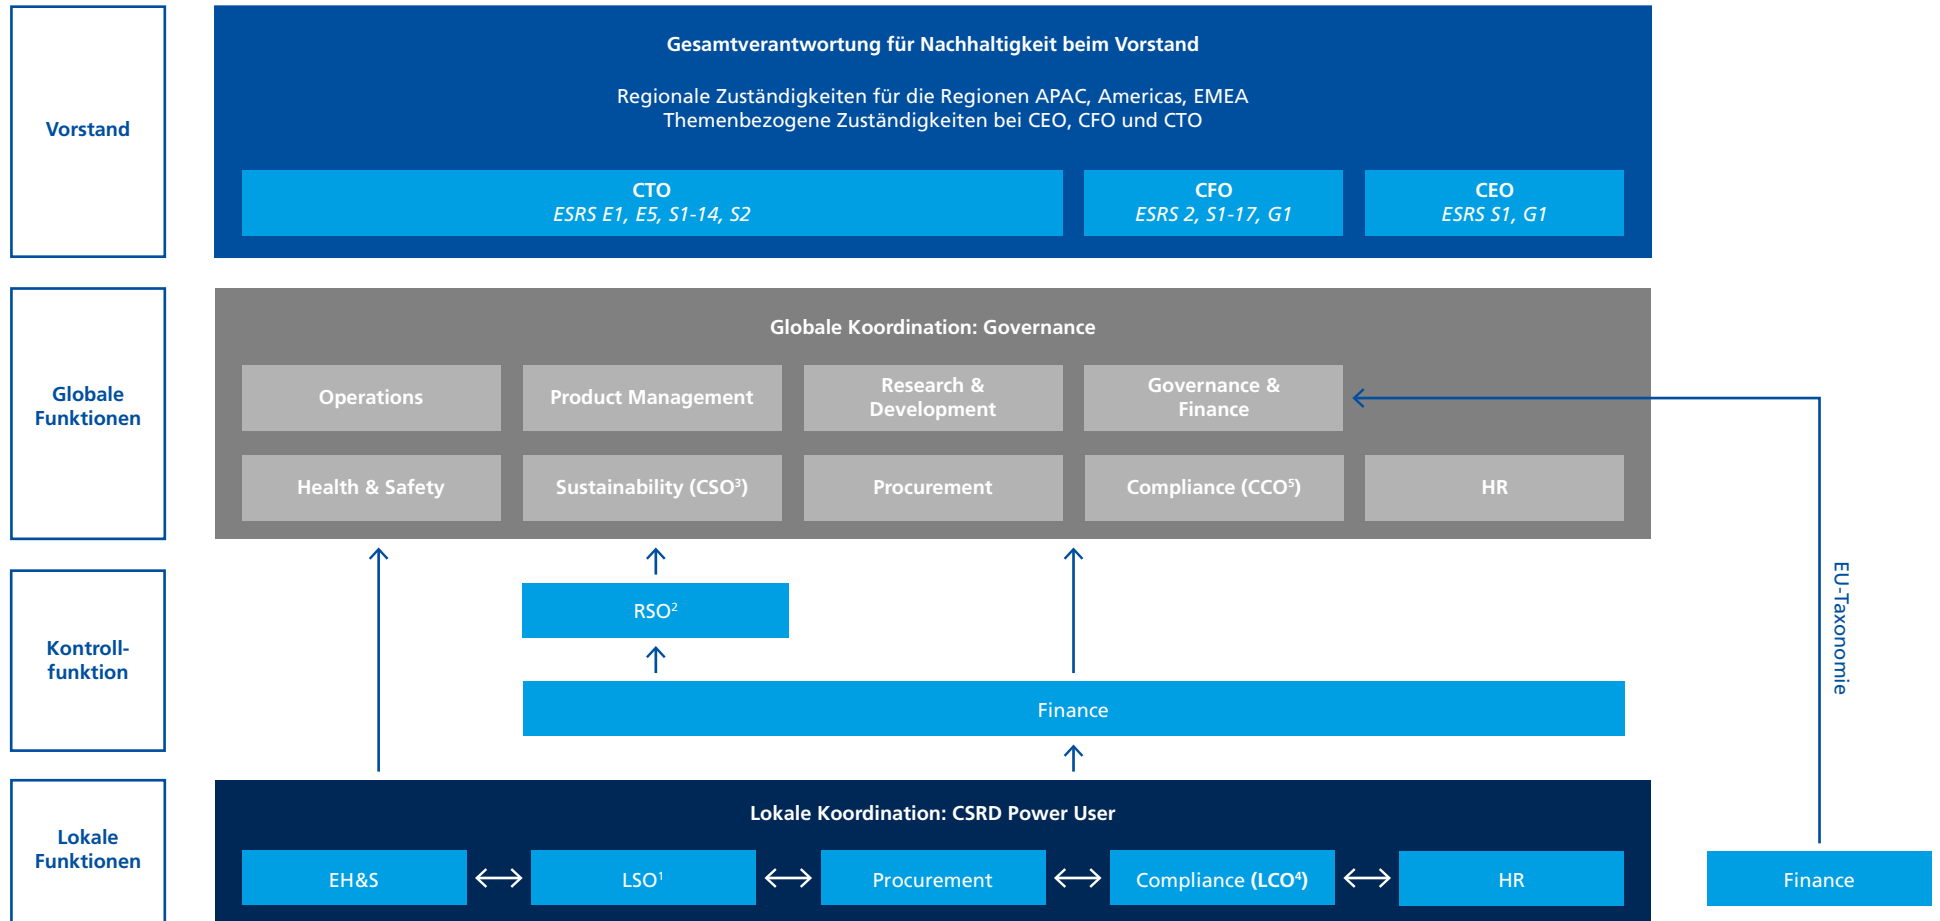 Vorstand
Gesamtverantwortung für Nachhaltigkeit beim Vorstand
Regionale Zuständigkeiten für die Regionen APAC, Americas, EMEA
Themenbezogene Zuständigkeiten bei CEO, CFO und CTO
CTO
ESRS E1, E5, S1-14, S2
CFO
ESRS 2, S1-17, G1
CEO
ESRS S1, G1
Globale
Funktionen
Globale Koordination: Governance
Operations
Product Management
Research &
Development
Governance &
Finance
Health & Safety
Sustainability (CSO³)
Procurement
Compliance (CCO⁵)
HR
Kontroll-
funktion
RSO²
Finance
EU-Taxonomie
Lokale
Funktionen
Lokale Koordination: CSRD Power User
EH&S
LSO¹
Procurement
Compliance (LCO⁴)
HR
Finance